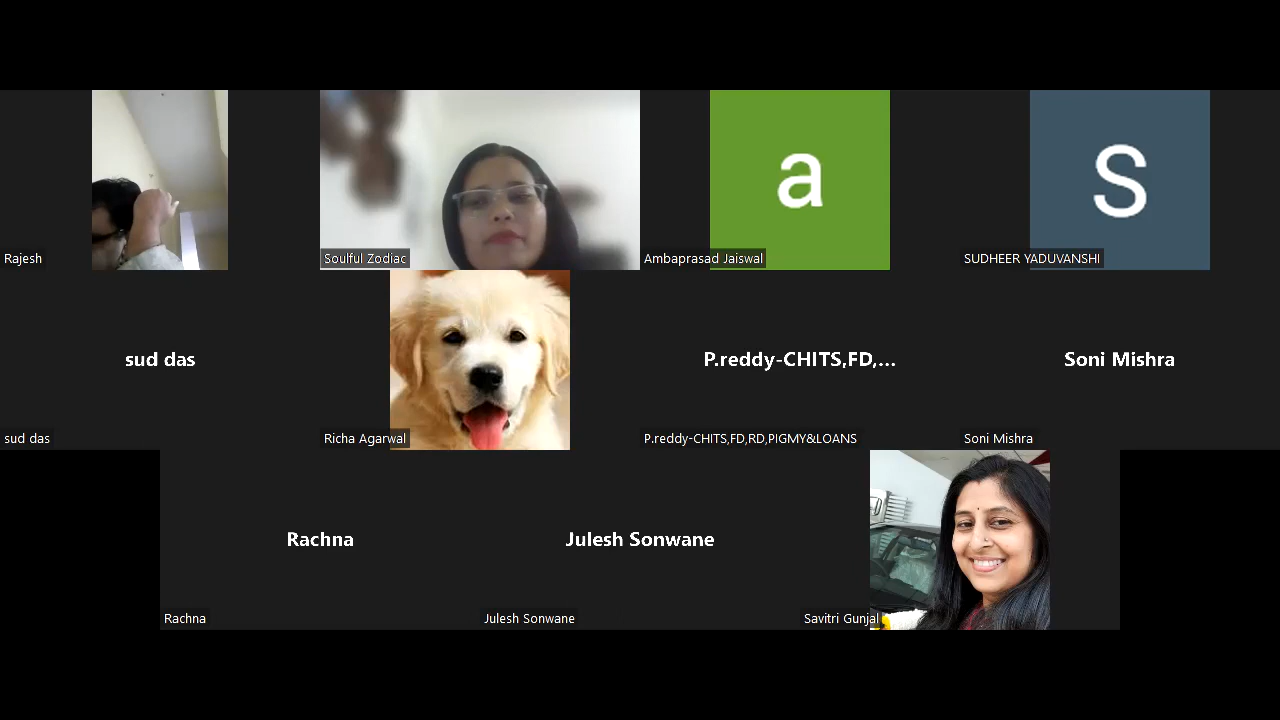 a
S
Rajesh
Soulful Zodiac
Ambaprasad Jaiswal
SUDHEER YADUVANSHI
sud das
P.reddy-CHITS,FD,...
Soni Mishra
sud das
Richa Agarwal
P.reddy-CHITS,FD,RD,PIGMY&LOANS
Soni Mishra
Rachna
Julesh Sonwane
Rachna
Julesh Sonwane
Savitri Gunjal